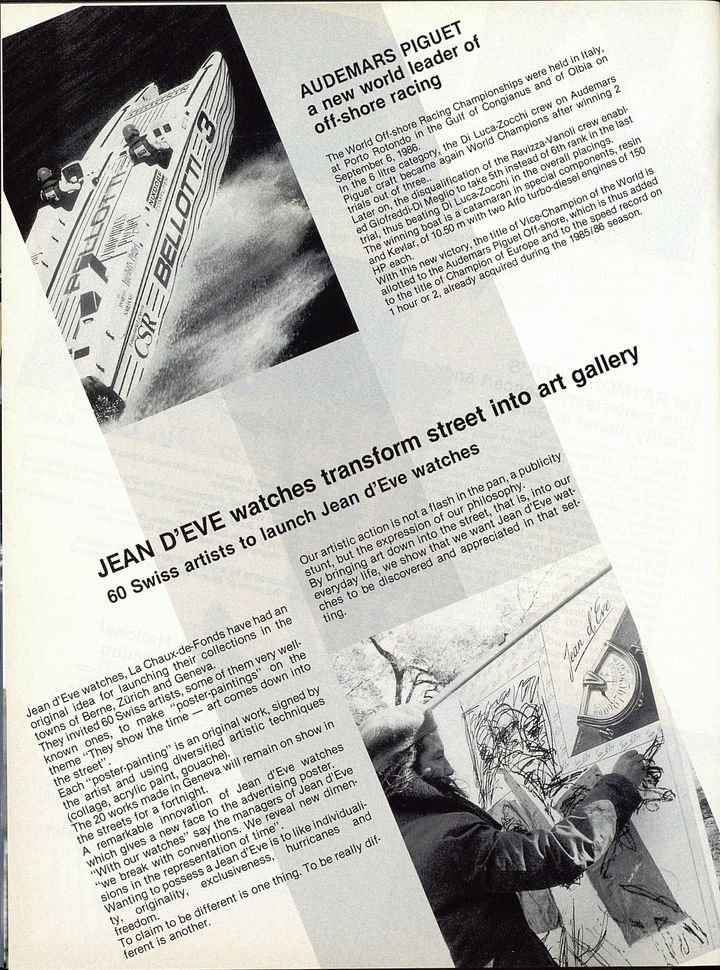 AUDEMARS PIGUET
a new world leader of
off-shore racing
The World Off-shore Racing Championships were held in Italy,
at Porto Rotondo in the Gulf of Congianus and of Olbia on
September 6, 1986.
In the 6 litre category, the Di Luca-Zocchi crew on Audemars
Piguet craft became again World Champions after winning 2
trials out of three.
Later on, the disqualification of the Ravizza-Vanoli crew enabl-
ed Giofreddi-Di Meglio to take 5th instead of 6th rank in the last
trial, thus beating Di Luca-Zocchi in the overall placings.
The winning boat is a catamaran in special components, resin
and Kevlar, of 10.50 m with two Aifo turbo-diesel engines of 150
HP each.
With this new victory, the title of Vice-Champion of the World is
allotted to the Audemars Piguet Off-shore, which is thus added
to the title of Champion of Europe and to the speed record on
1 hour or 2, already acquired during the 1985/86 season.
BELLOTTI-3
BELLOTTI
CSR
JEAN D'EVE watches transform street into art gallery
60 Swiss artists to launch Jean d'Eve watches
Jean d'Eve watches, La Chaux-de-Fonds have had an
original idea for launching their collections in the
towns of Berne, Zürich and Geneva.
They invited 60 Swiss artists, some of them very well-
known ones, to make "poster-paintings" on the
theme "They show the time — art comes down into
the street".
Each "poster-painting" is an original work, signed by
the artist and using diversified artistic techniques
(collage, acrylic paint, gouache).
The 20 works made in Geneva will remain on show in
the streets for a fortnight.
A remarkable innovation of Jean d'Eve watches
which gives a new face to the advertising poster.
"With our watches" say the managers of Jean d'Eve
"we break with conventions. We reveal new dimen-
sions in the representation of time".
Wanting to possess a Jean d'Eve is to like individuali-
ty, originality, exclusiveness, hurricanes and
freedom.
To claim to be different is one thing. To be really dif-
ferent is another.
Our artistic action is not a flash in the pan, a publicity
stunt, but the expression of our philosophy.
By bringing art down into the street, that is, into our
everyday life, we show that we want Jean d'Eve wat-
ches to be discovered and appreciated in that set-
ting.
Jean d'Eve